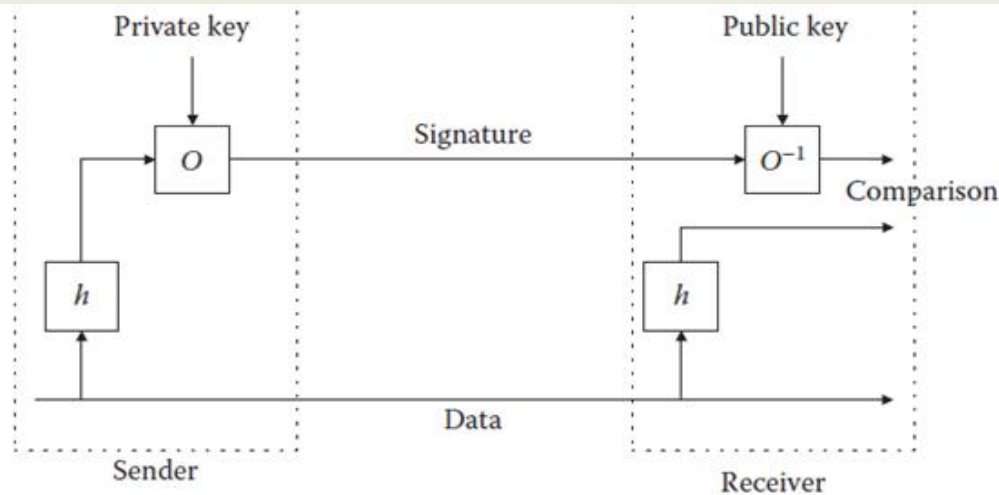 Private key
Public key
Signature
O
O⁻¹
Comparison
h
h
Data
Sender
Receiver